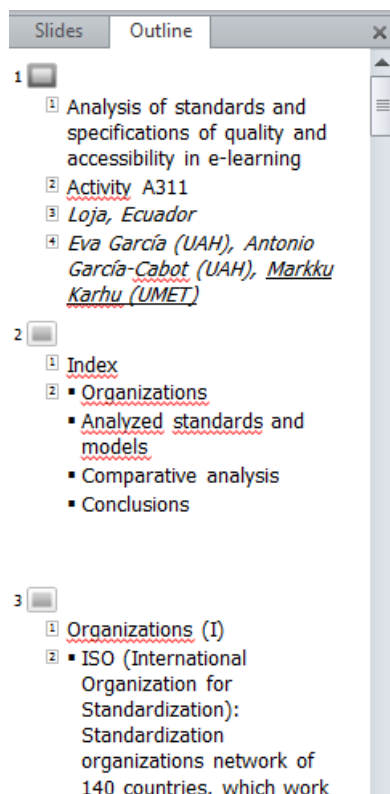 Slides Outline
1
1 Analysis of standards and
specifications of quality and
accessibility in e-learning
2 Activity A311
3 Loja, Ecuador
4 Eva García (UAH), Antonio
García-Cabot (UAH), Markku
Karhu (UMET)
2
1 Index
2 ▪ Organizations
▪ Analyzed standards and
models
▪ Comparative analysis
▪ Conclusions
3
1 Organizations (I)
2 ▪ ISO (International
Organization for
Standardization):
Standardization
organizations network of
140 countries, which work